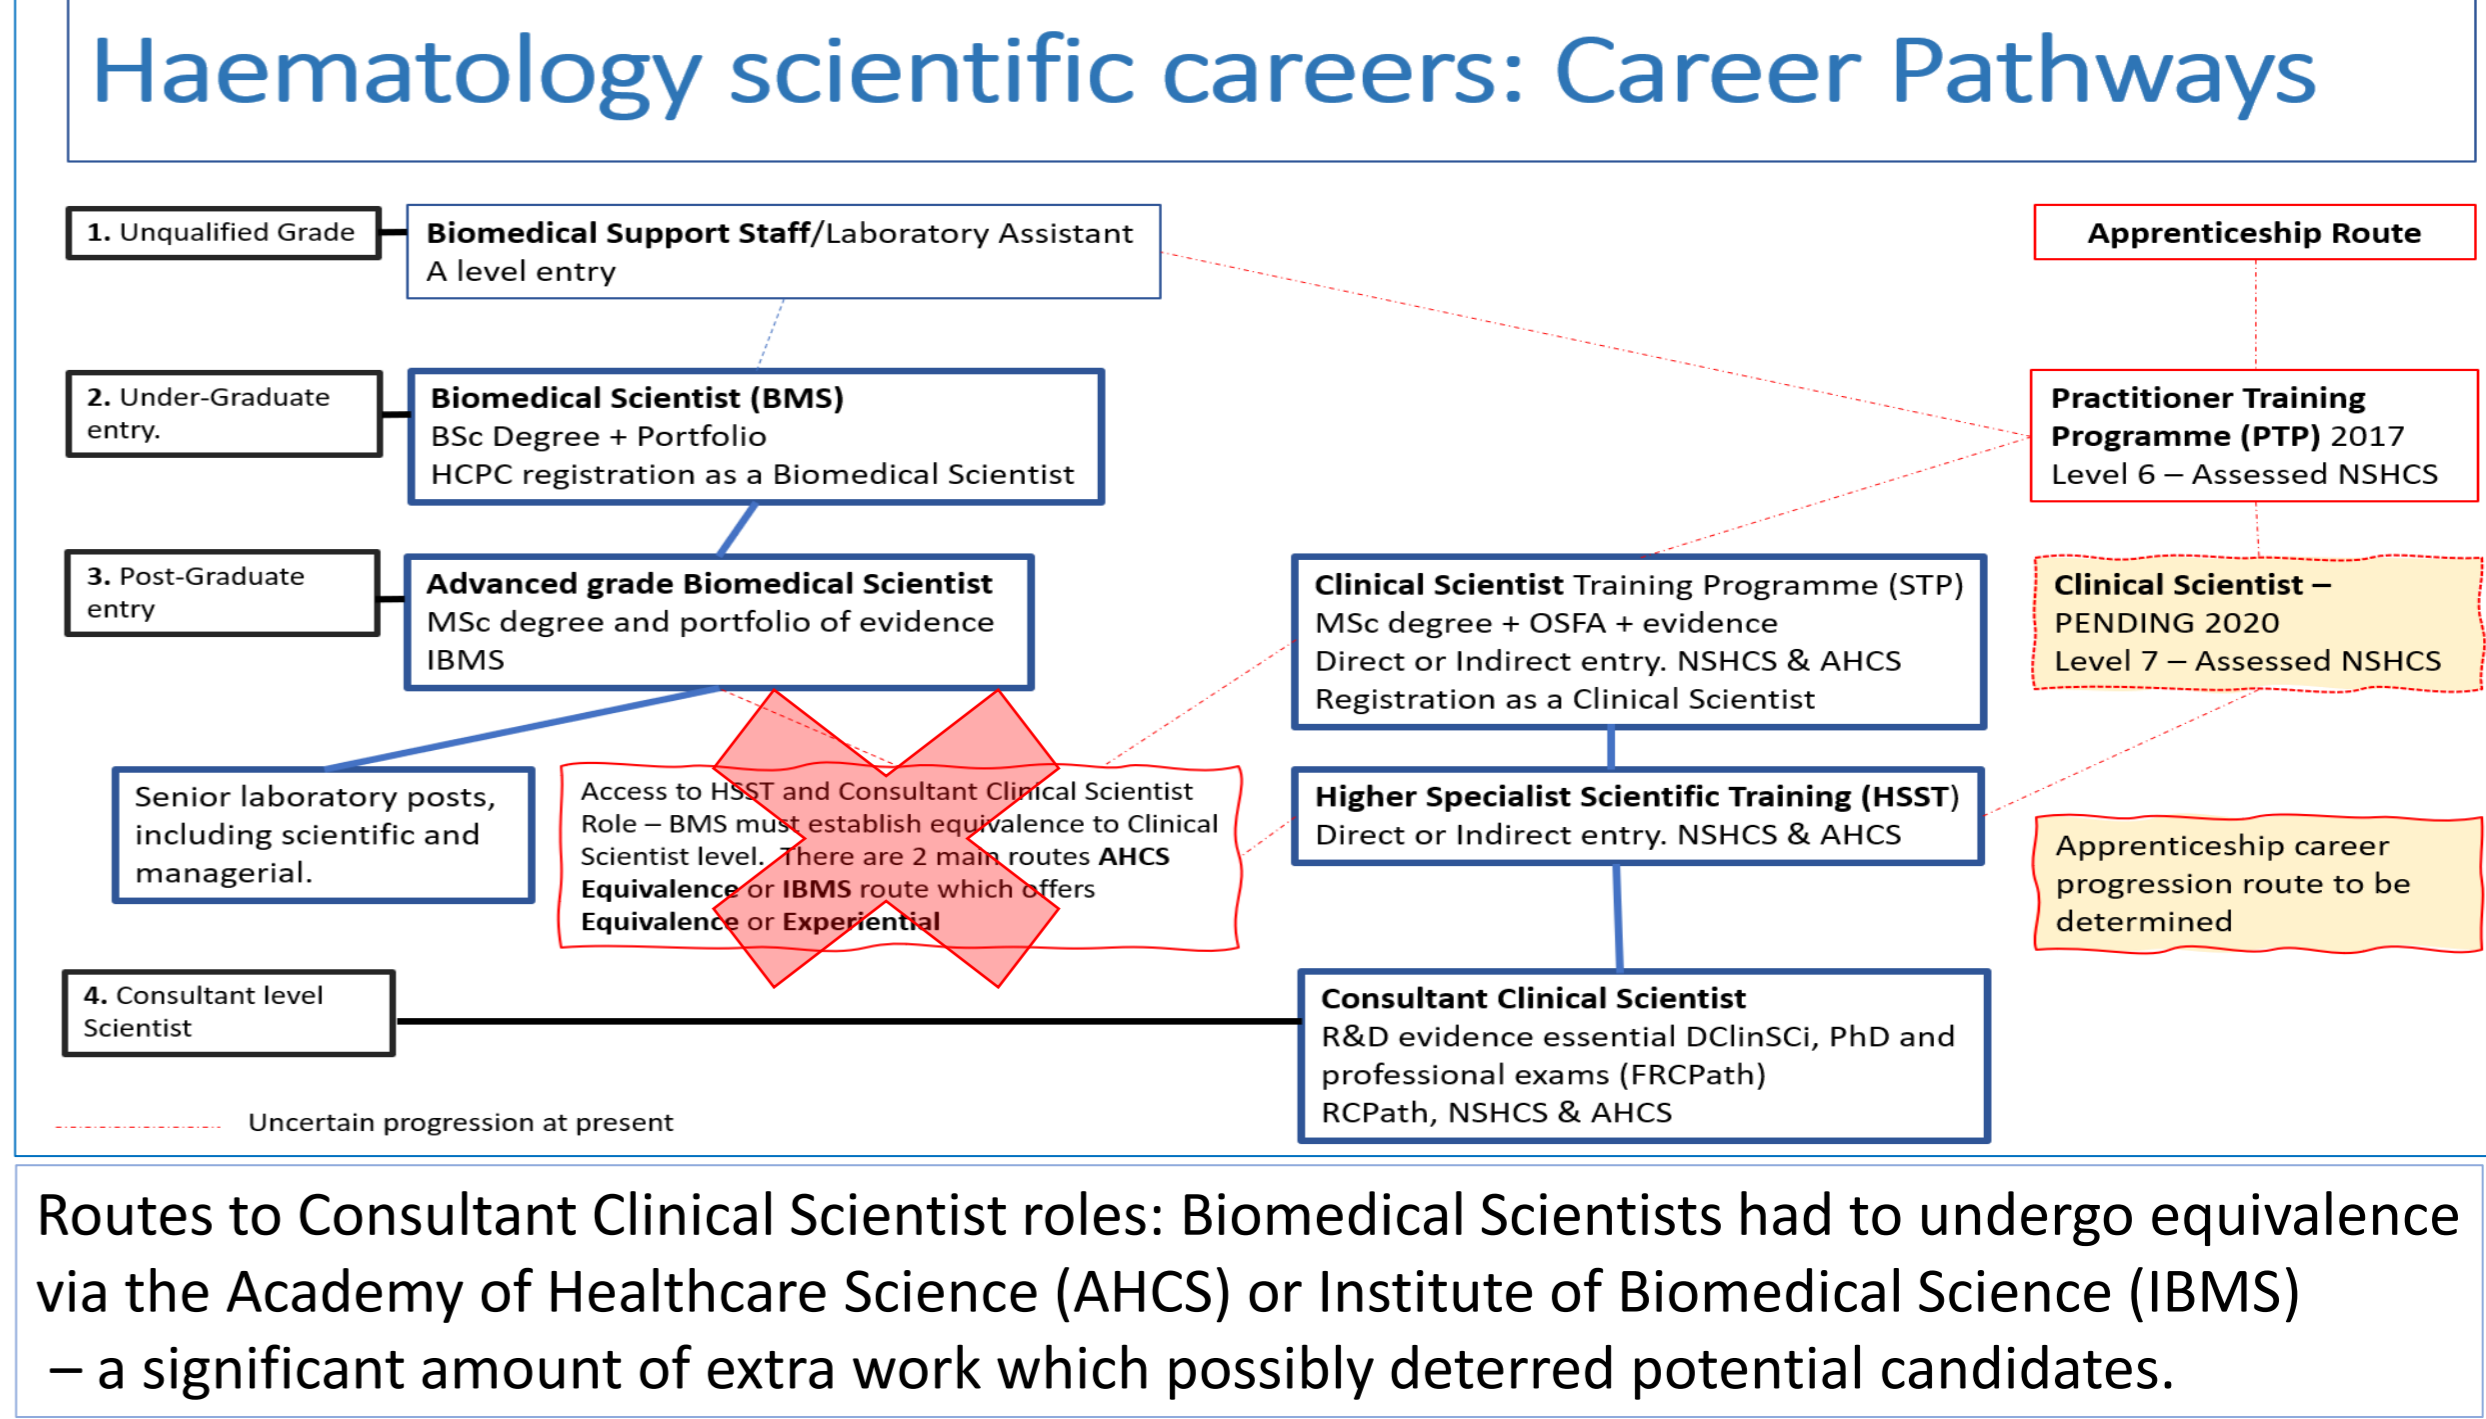 Haematology scientific careers: Career Pathways
1. Unqualified Grade
Biomedical Support Staff/Laboratory Assistant
A level entry
Apprenticeship Route
2. Under-Graduate
entry.
Biomedical Scientist (BMS)
BSc Degree + Portfolio
HCPC registration as a Biomedical Scientist
Practitioner Training
Programme (PTP) 2017
Level 6 – Assessed NSHCS
3. Post-Graduate
entry
Advanced grade Biomedical Scientist
MSc degree and portfolio of evidence
IBMS
Clinical Scientist Training Programme (STP)
MSc degree + OSFA + evidence
Direct or Indirect entry. NSHCS & AHCS
Registration as a Clinical Scientist
Clinical Scientist –
PENDING 2020
Level 7 – Assessed NSHCS
Senior laboratory posts,
including scientific and
managerial.
Access to HSST and Consultant Clinical Scientist
Role – BMS must establish equivalence to Clinical
Scientist level.  There are 2 main routes AHCS
Equivalence or IBMS route which offers
Equivalence or Experiential
Higher Specialist Scientific Training (HSST)
Direct or Indirect entry. NSHCS & AHCS
Apprenticeship career
progression route to be
determined
4. Consultant level
Scientist
Consultant Clinical Scientist
R&D evidence essential DClinSCi, PhD and
professional exams (FRCPath)
RCPath, NSHCS & AHCS
Uncertain progression at present
Routes to Consultant Clinical Scientist roles: Biomedical Scientists had to undergo equivalence
via the Academy of Healthcare Science (AHCS) or Institute of Biomedical Science (IBMS)
– a significant amount of extra work which possibly deterred potential candidates.